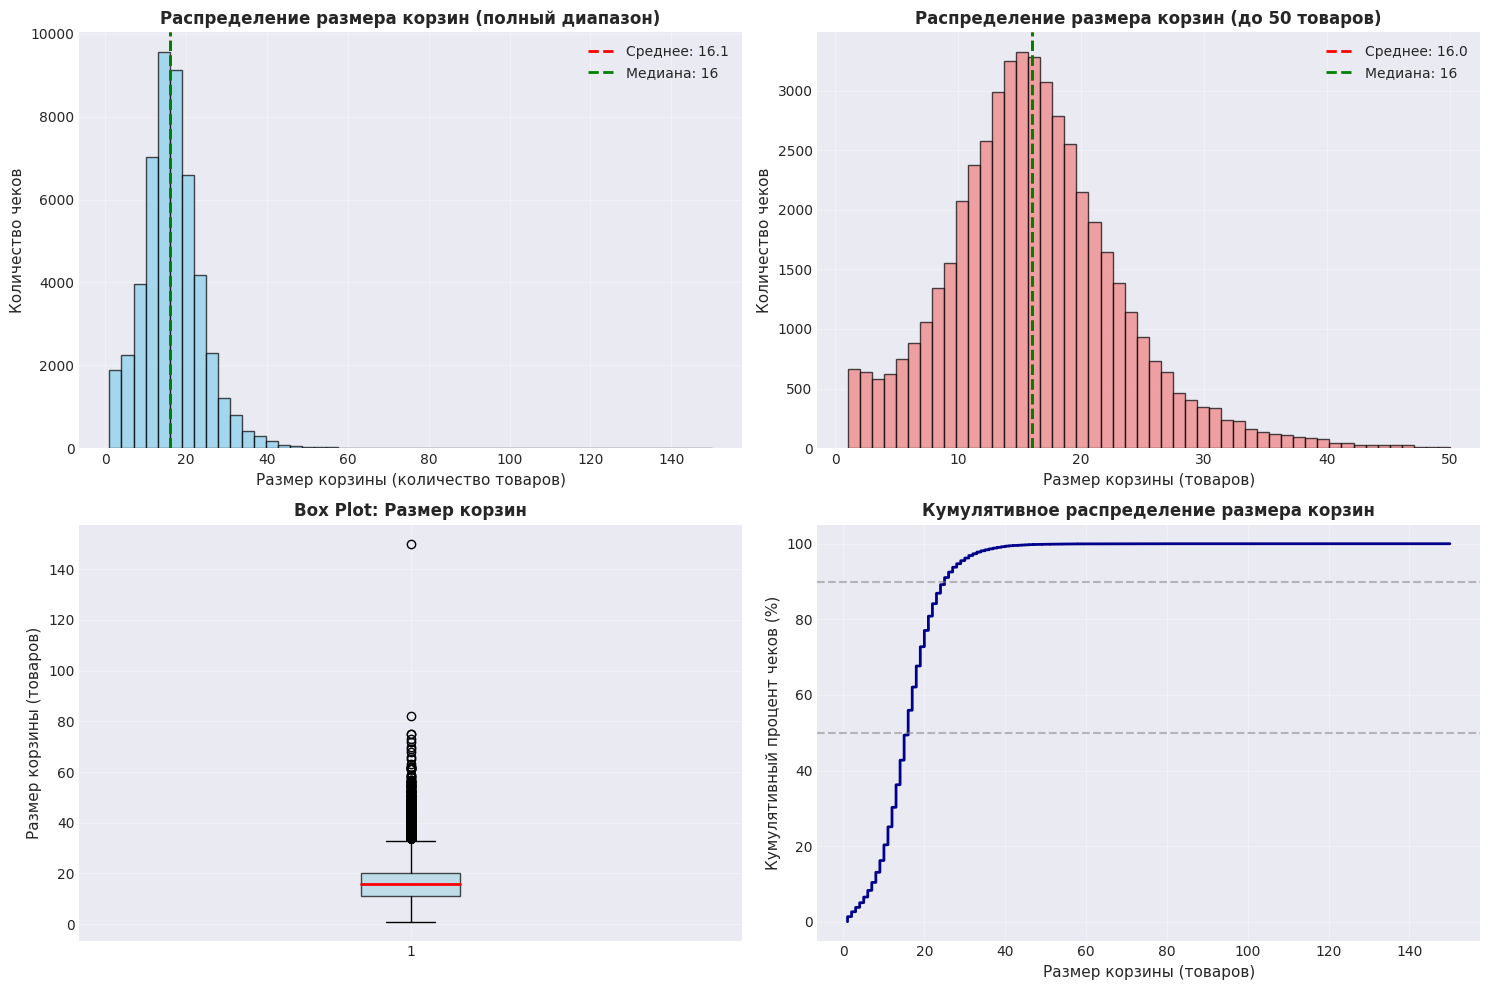 Распределение размера корзин (полный диапазон)
Среднее: 16.1
Медиана: 16
Количество чеков
10000
8000
6000
4000
2000
0
0 20 40 60 80 100 120 140
Размер корзины (количество товаров)
Распределение размера корзин (до 50 товаров)
Среднее: 16.0
Медиана: 16
Количество чеков
3000
2500
2000
1500
1000
500
0
0 10 20 30 40 50
Размер корзины (товаров)
Box Plot: Размер корзин
Размер корзины (товаров)
140
120
100
80
60
40
20
0
1
Кумулятивное распределение размера корзин
Кумулятивный процент чеков (%)
100
80
60
40
20
0
0 20 40 60 80 100 120 140
Размер корзины (товаров)